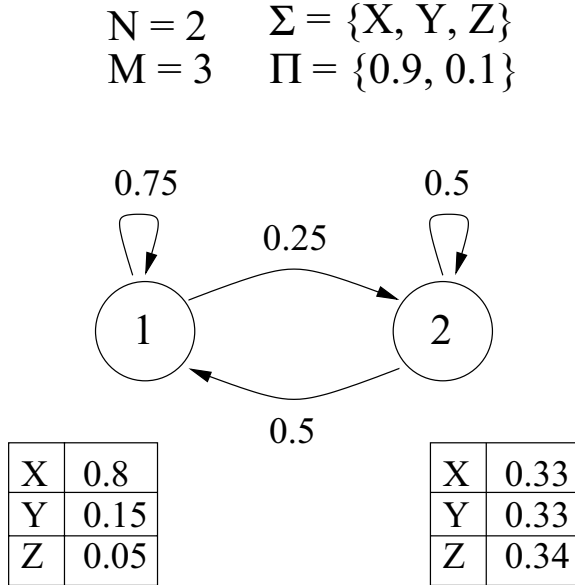 N = 2 Σ = {X, Y, Z}
M = 3 Π = {0.9, 0.1}
0.75 0.5
0.25
1 2
0.5
X 0.8
Y 0.15
Z 0.05
X 0.33
Y 0.33
Z 0.34